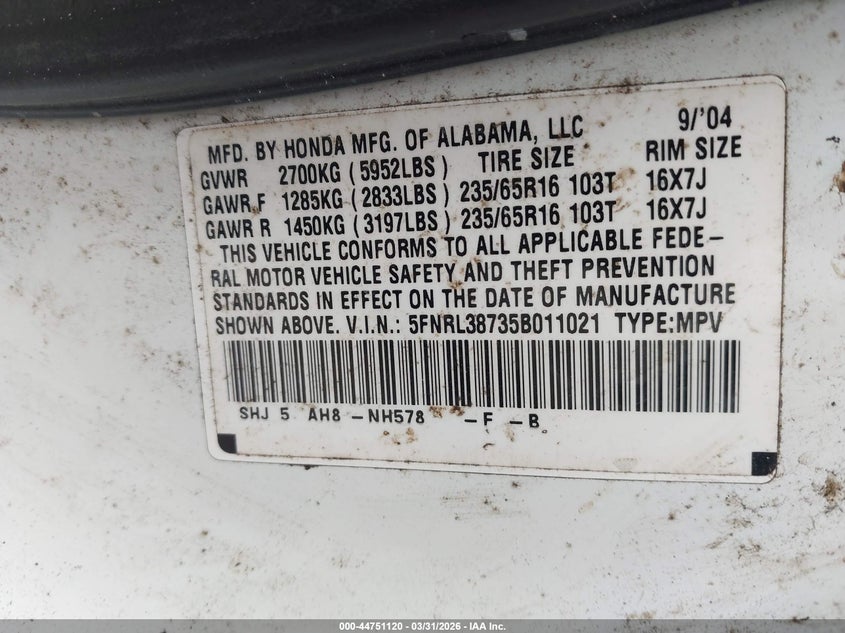 MFD. BY HONDA MFG. OF ALABAMA, LLC 9/'04
GVWR 2700KG (5952LBS) TIRE SIZE RIM SIZE
GAWR F 1285KG (2833LBS) 235/65R16 103T 16X7J
GAWR R 1450KG (3197LBS) 235/65R16 103T 16X7J
THIS VEHICLE CONFORMS TO ALL APPLICABLE FEDE-
RAL MOTOR VEHICLE SAFETY AND THEFT PREVENTION
STANDARDS IN EFFECT ON THE DATE OF MANUFACTURE
SHOWN ABOVE. V.I.N.: 5FNRL38735B011021 TYPE:MPV
SHJ 5 AH8 -NH578 -F -B
000-44751120 - 03/31/2026 - IAA Inc.